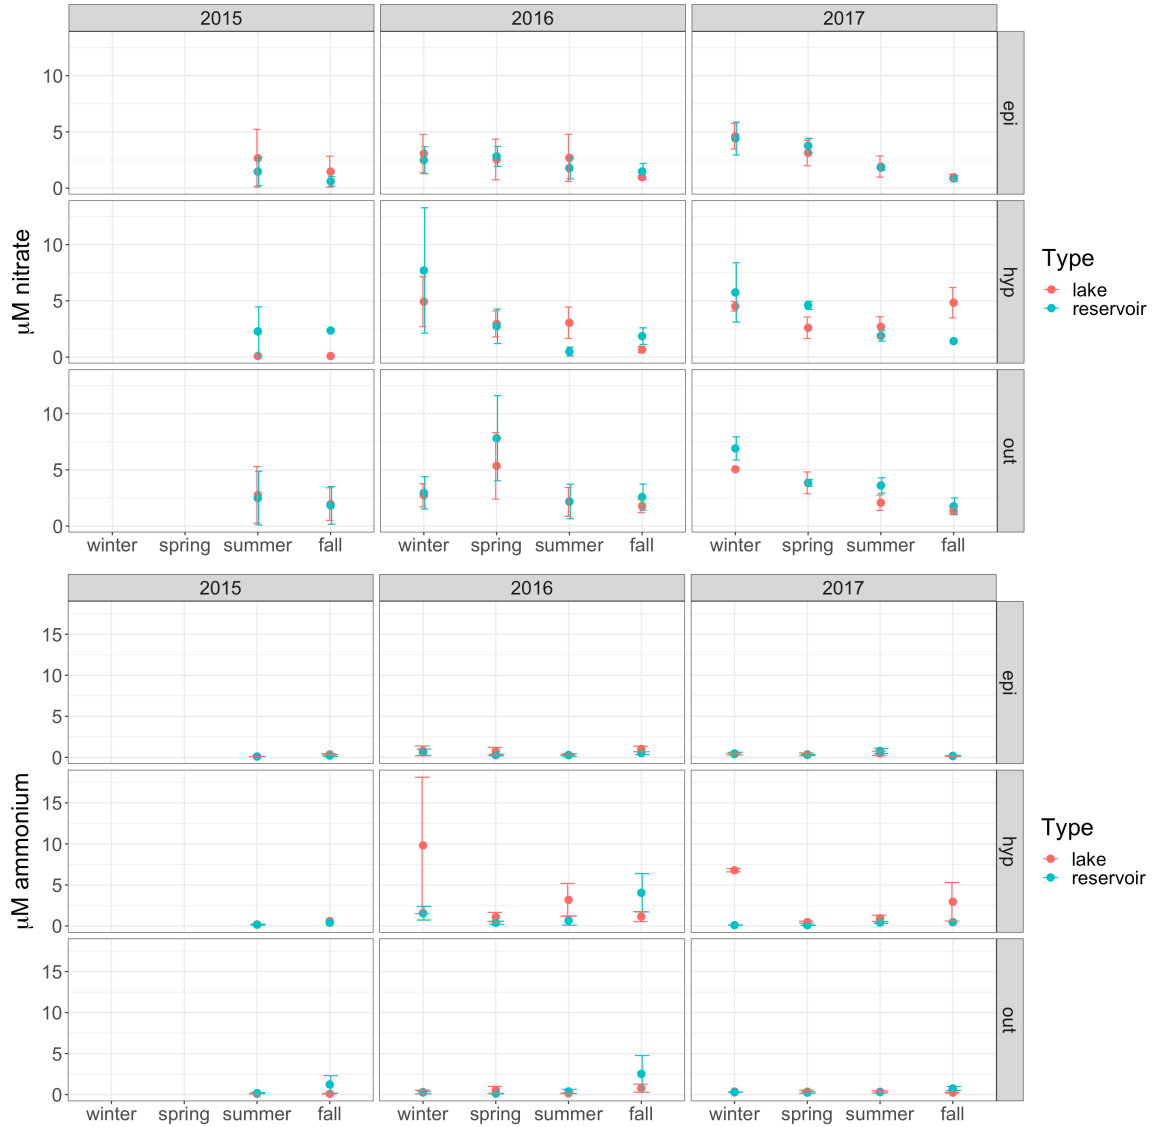 2015 2016 2017
10
5
0
epi
10
5
0
hyp
10
5
0
out
μM nitrate
winter spring summer fall winter spring summer fall winter spring summer fall
Type
lake
reservoir
2015 2016 2017
15
10
5
0
epi
15
10
5
0
hyp
15
10
5
0
out
μM ammonium
winter spring summer fall winter spring summer fall winter spring summer fall
Type
lake
reservoir